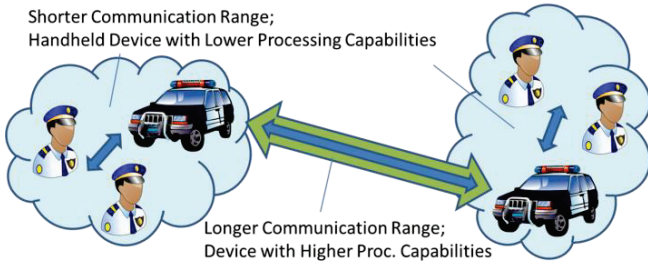 Shorter Communication Range;
Handheld Device with Lower Processing Capabilities
Longer Communication Range;
Device with Higher Proc. Capabilities